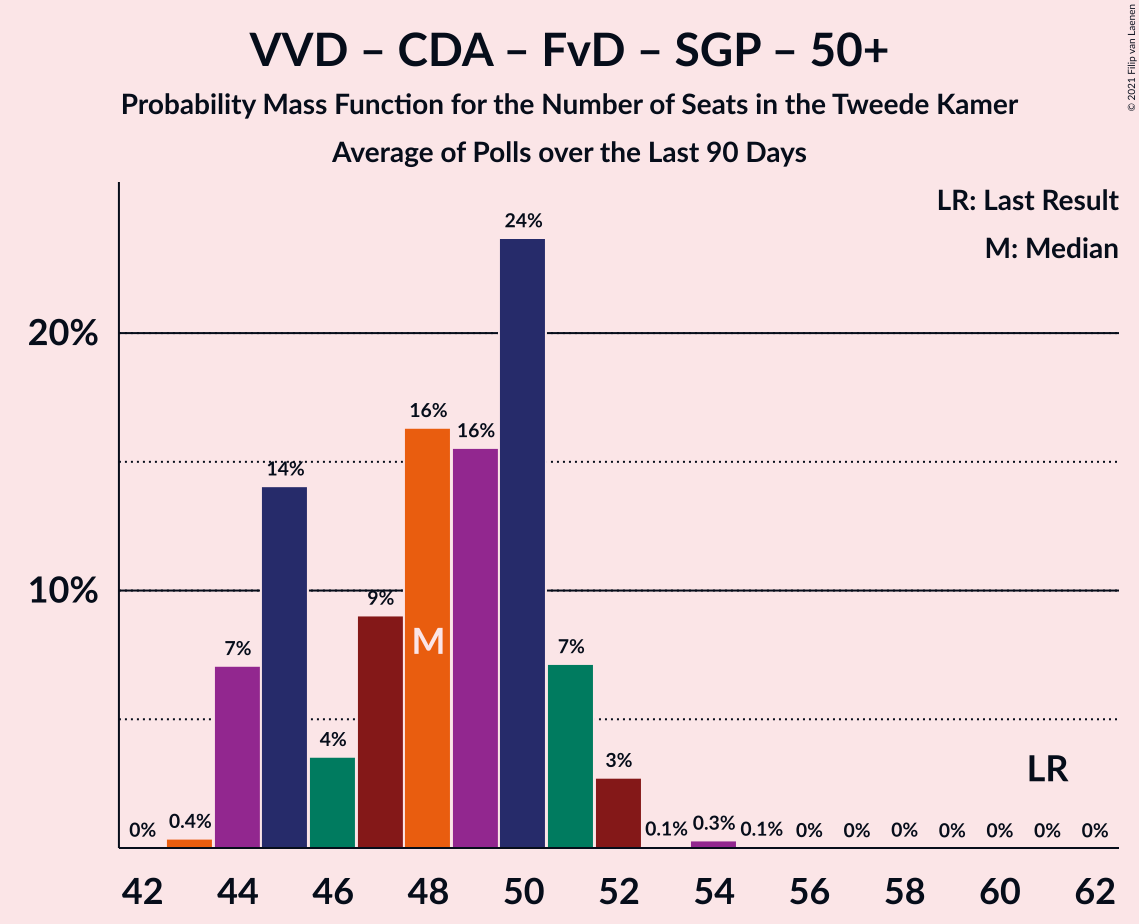 VVD – CDA – FvD – SGP – 50+
Probability Mass Function for the Number of Seats in the Tweede Kamer
Average of Polls over the Last 90 Days
© 2021 Filip van Laenen
LR: Last Result
M: Median
20%
10%
0%
0.4%
7%
14%
4%
9%
16%
16%
24%
7%
3%
0.1%
0.3%
0.1%
0%
0%
0%
0%
0%
0%
0%
M
LR
42 44 46 48 50 52 54 56 58 60 62